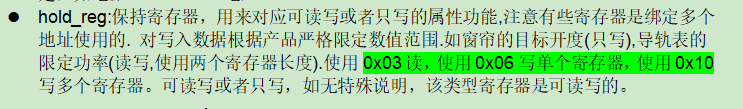 ● hold_reg:保持寄存器，用来对应可读写或者只写的属性功能,注意有些寄存器是绑定多个
地址使用的. 对写入数据根据产品严格限定数值范围.如窗帘的目标开度(只写),导轨表的
限定功率(读写,使用两个寄存器长度).使用 0x03 读，使用 0x06 写单个寄存器，使用 0x10
写多个寄存器。可读写或者只写，如无特殊说明，该类型寄存器是可读写的。